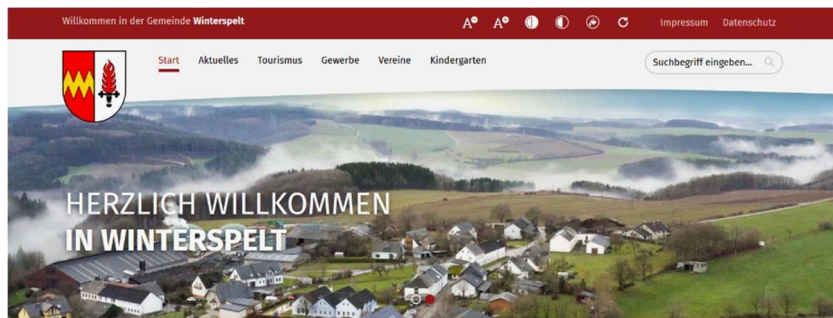 Willkommen in der Gemeinde Winterspelt
A A
Impressum Datenschutz
Start Aktuelles Tourismus Gewerbe Vereine Kindergarten
Suchbegriff eingeben...
HERZLICH WILLKOMMEN
IN WINTERSPELT